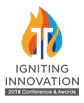 IGNITING
INNOVATION
2018 Conference & Awards